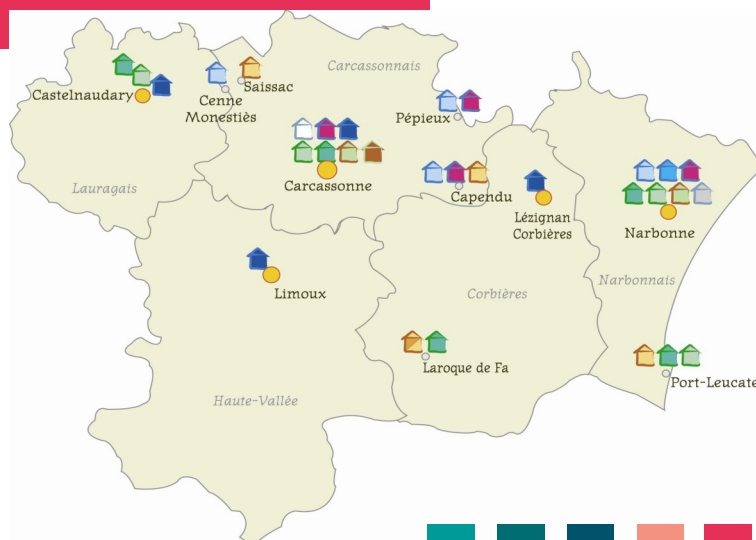 Carcassonnais
Saissac
Castelnaudary
Cenne
Monestiès
Pépieux
Carcassonne
Lauragais
Capendu
Lézignan
Corbières
Narbonne
Narbonnais
Limoux
Corbières
Laroque de Fa
Port-Leucate
Haute-Vallée